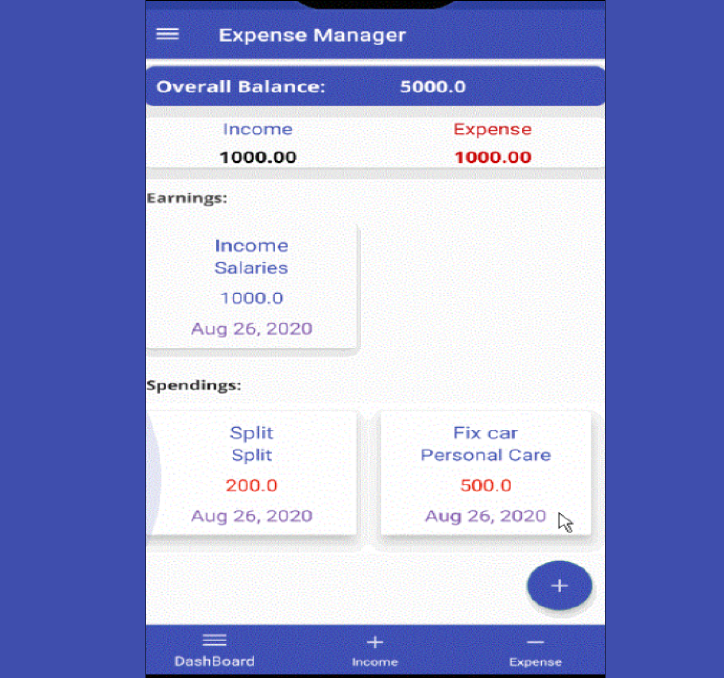 Expense Manager
Overall Balance: 5000.0
Income Expense
1000.00 1000.00
Earnings:
Income
Salaries
1000.0
Aug 26, 2020
Spendings:
Split
Split
200.0
Aug 26, 2020
Fix car
Personal Care
500.0
Aug 26, 2020
DashBoard Income Expense